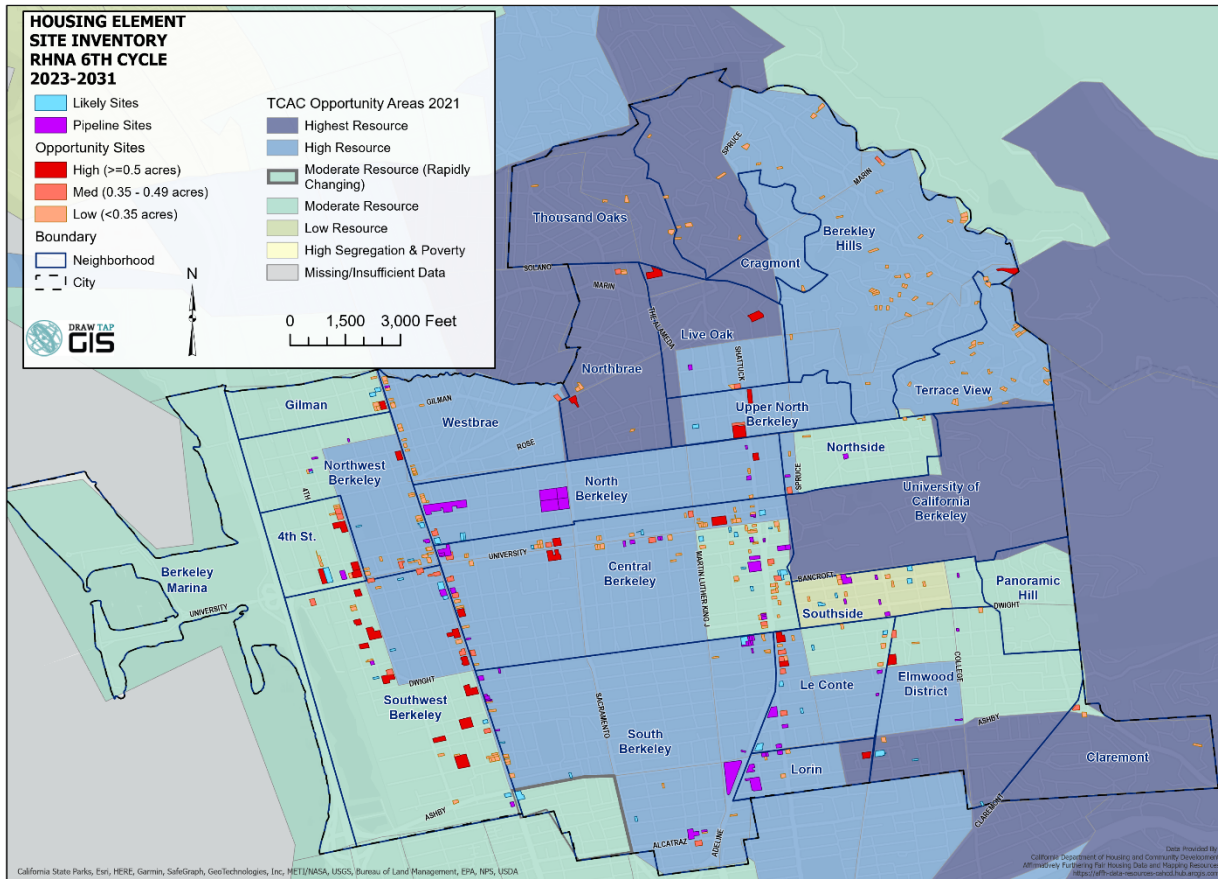 HOUSING ELEMENT
SITE INVENTORY
RHNA 6TH CYCLE
2023-2031
Likely Sites
Pipeline Sites
Opportunity Sites
High (>=0.5 acres)
Med (0.35 - 0.49 acres)
Low (<0.35 acres)
Boundary
Neighborhood
City
TCAC Opportunity Areas 2021
Highest Resource
High Resource
Moderate Resource (Rapidly
Changing)
Moderate Resource
Low Resource
High Segregation & Poverty
Missing/Insufficient Data
DRAW TAP
GIS
N
0 1,500 3,000 Feet
SPRUCE
MARIN
Thousand Oaks
Berekley
Hills
Cragmont
SOLANO
MARIN
THE ALAMEDA
Live Oak
SHATTUCK
Northbrae
Terrace View
Gilman
GILMAN
Westbrae
Upper North
Berkeley
ROSE
Northside
SPRUCE
Northwest
Berkeley
North
Berkeley
University of
California
Berkeley
4TH
4th St.
UNIVERSITY
Central
Berkeley
MARTIN LUTHER KING J
BANCROFT
Berkeley
Marina
UNIVERSITY
Southside
Panoramic
Hill
DWIGHT
COLLEGE
DWIGHT
Le Conte
Elmwood
District
Southwest
Berkeley
SACRAMENTO
South
Berkeley
ASHBY
Lorin
Claremont
ASHBY
CLAREMONT
ALCATRAZ
ADELINE
California State Parks, Esri, HERE, Garmin, SafeGraph, GeoTechnologies, Inc, METI/NASA, USGS, Bureau of Land Management, EPA, NPS, USDA
Data Provided By:
California Department of Housing and Community Development
Affirmatively Furthering Fair Housing Data and Mapping Resources